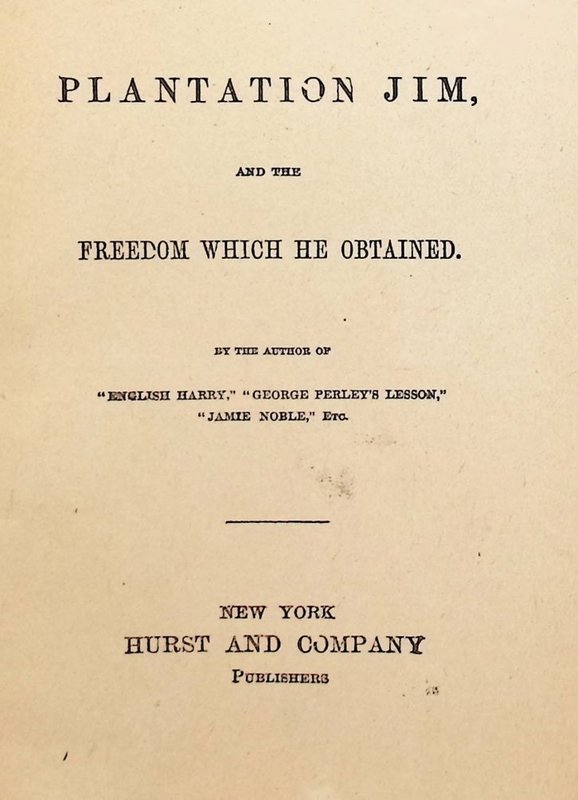 PLANTATION JIM,
AND THE
FREEDOM WHICH HE OBTAINED.
BY THE AUTHOR OF
"ENGLISH HARRY," "GEORGE PERLEY'S LESSON,"
"JAMIE NOBLE," ETC.
NEW YORK
HURST AND COMPANY
PUBLISHERS